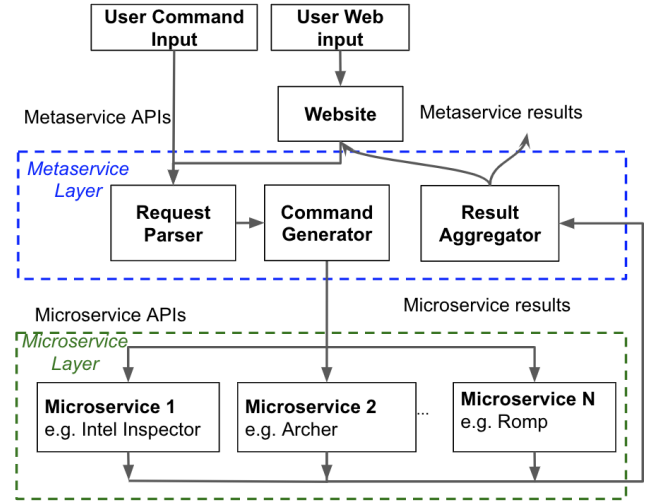 User Command
Input
User Web
input
Website
Metaservice APIs
Metaservice results
Metaservice
Layer
Request
Parser
Command
Generator
Result
Aggregator
Microservice APIs
Microservice results
Microservice
Layer
Microservice 1
e.g. Intel Inspector
Microservice 2
e.g. Archer
...
Microservice N
e.g. Romp